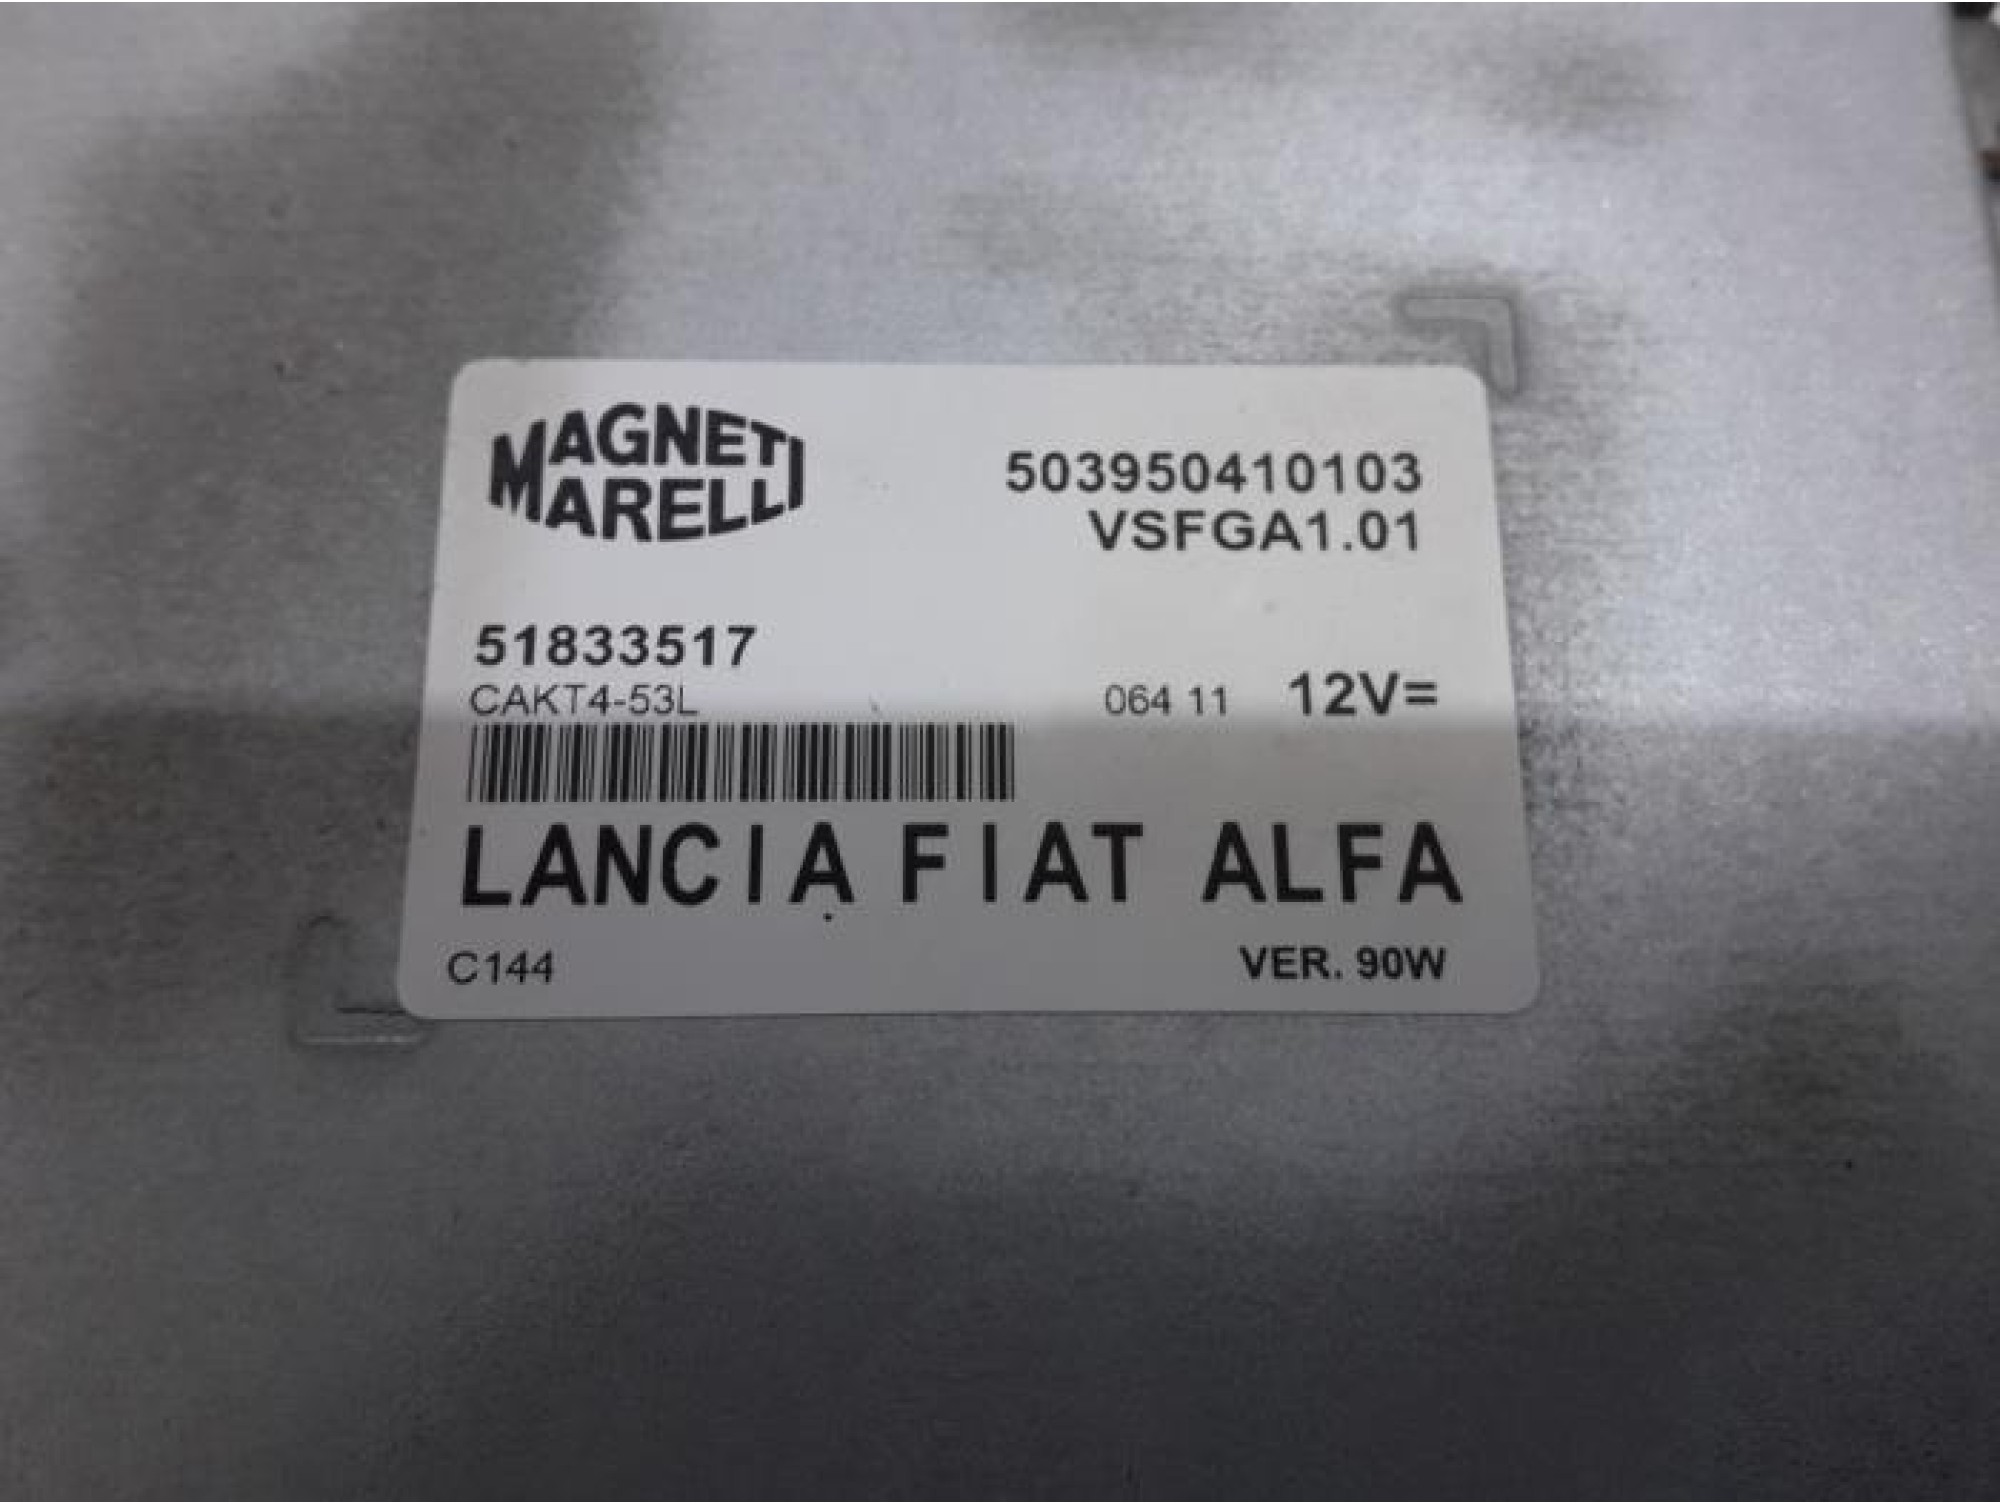 MAGNETI
MARELLI
503950410103
VSFGA1.01
51833517
CAKT4-53L
064 11 12V=
LANCIA FIAT ALFA
C144 VER. 90W